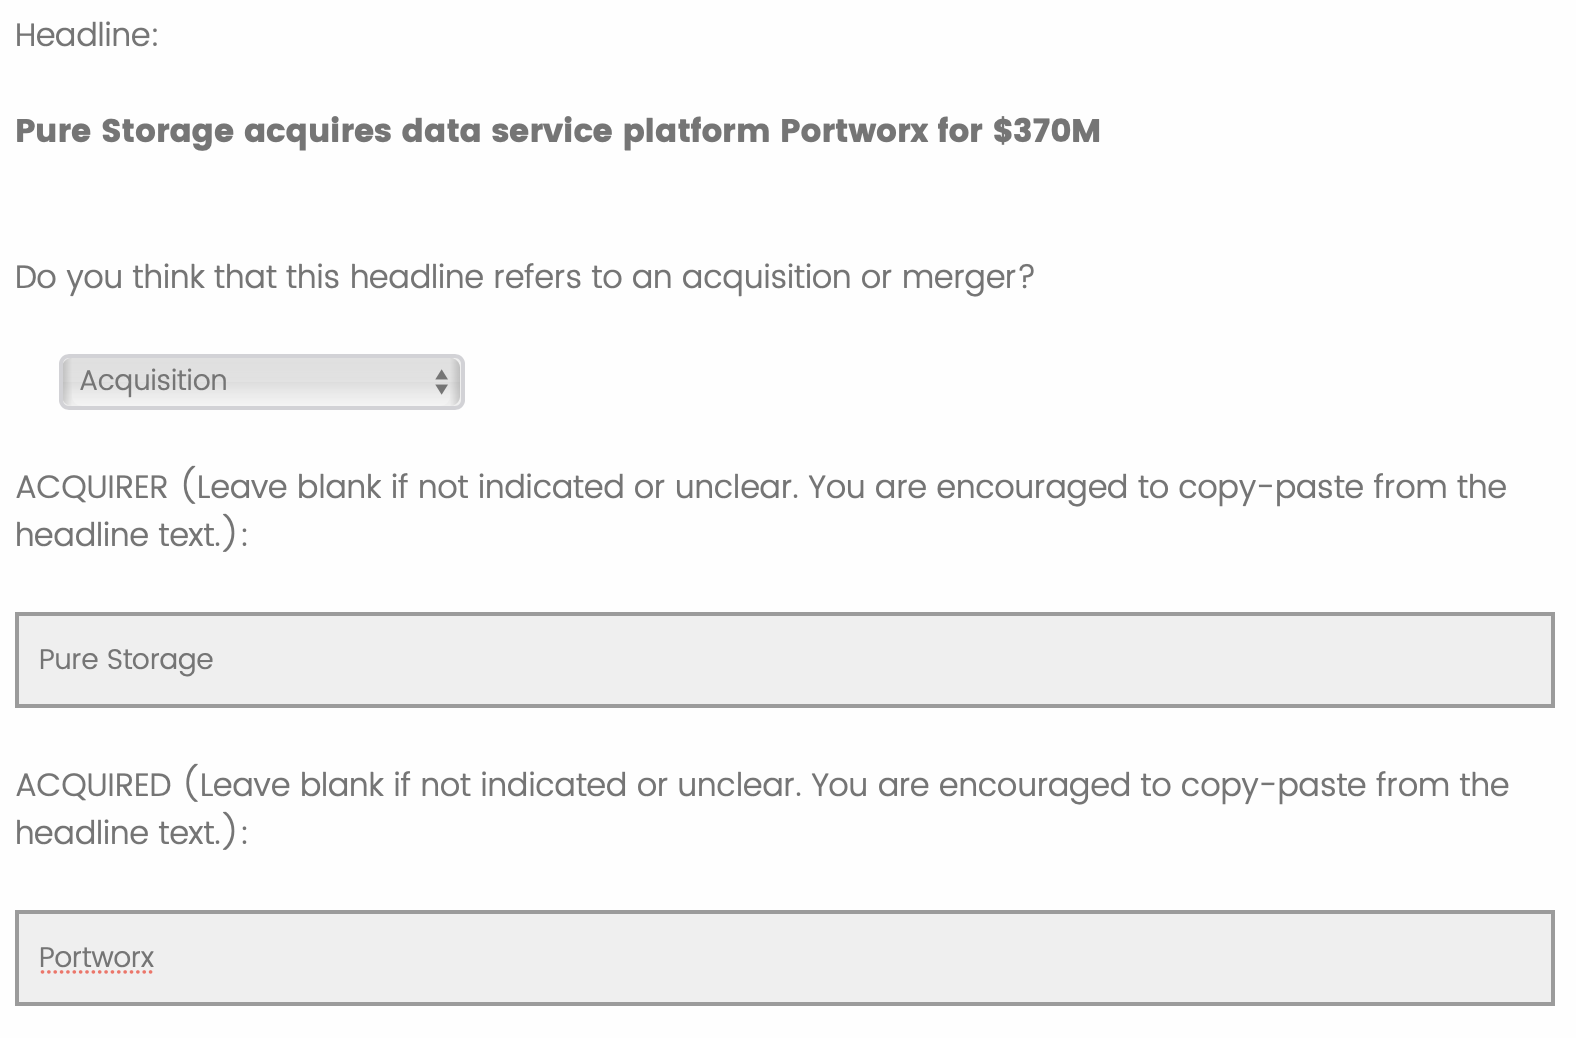 Headline:
Pure Storage acquires data service platform Portworx for $370M
Do you think that this headline refers to an acquisition or merger?
Acquisition
ACQUIRER (Leave blank if not indicated or unclear. You are encouraged to copy-paste from the
headline text.):
Pure Storage
ACQUIRED (Leave blank if not indicated or unclear. You are encouraged to copy-paste from the
headline text.):
Portworx